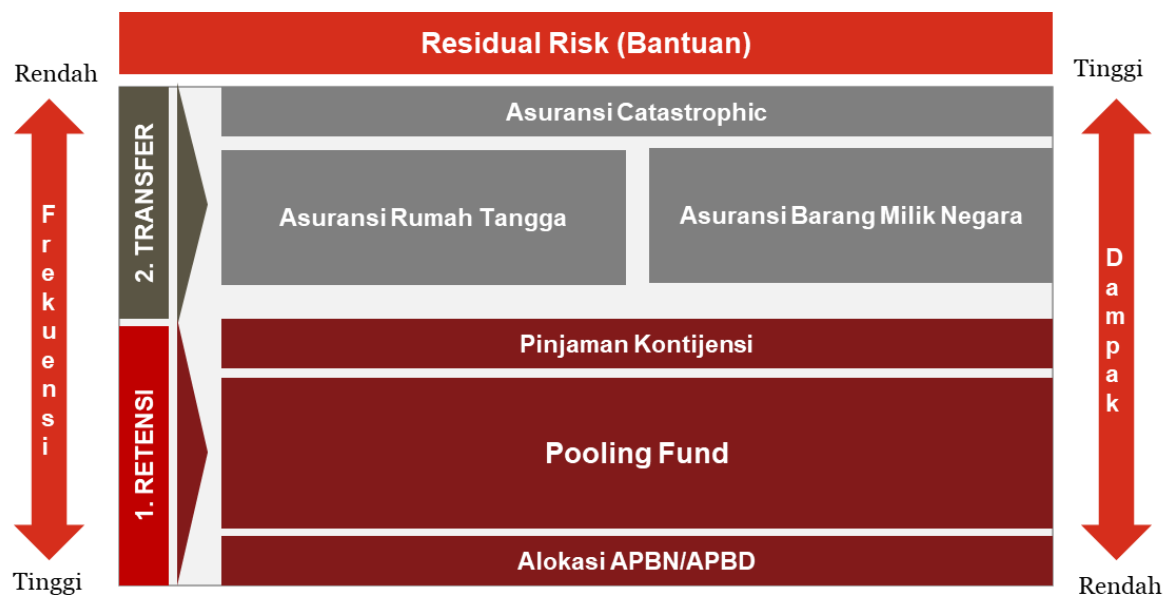 Residual Risk (Bantuan)
Rendah
Tinggi
Frekuensi
2. TRANSFER
Asuransi Catastrophic
Asuransi Rumah Tangga
Asuransi Barang Milik Negara
Dampak
1. RETENSI
Pinjaman Kontijensi
Pooling Fund
Alokasi APBN/APBD
Tinggi
Rendah